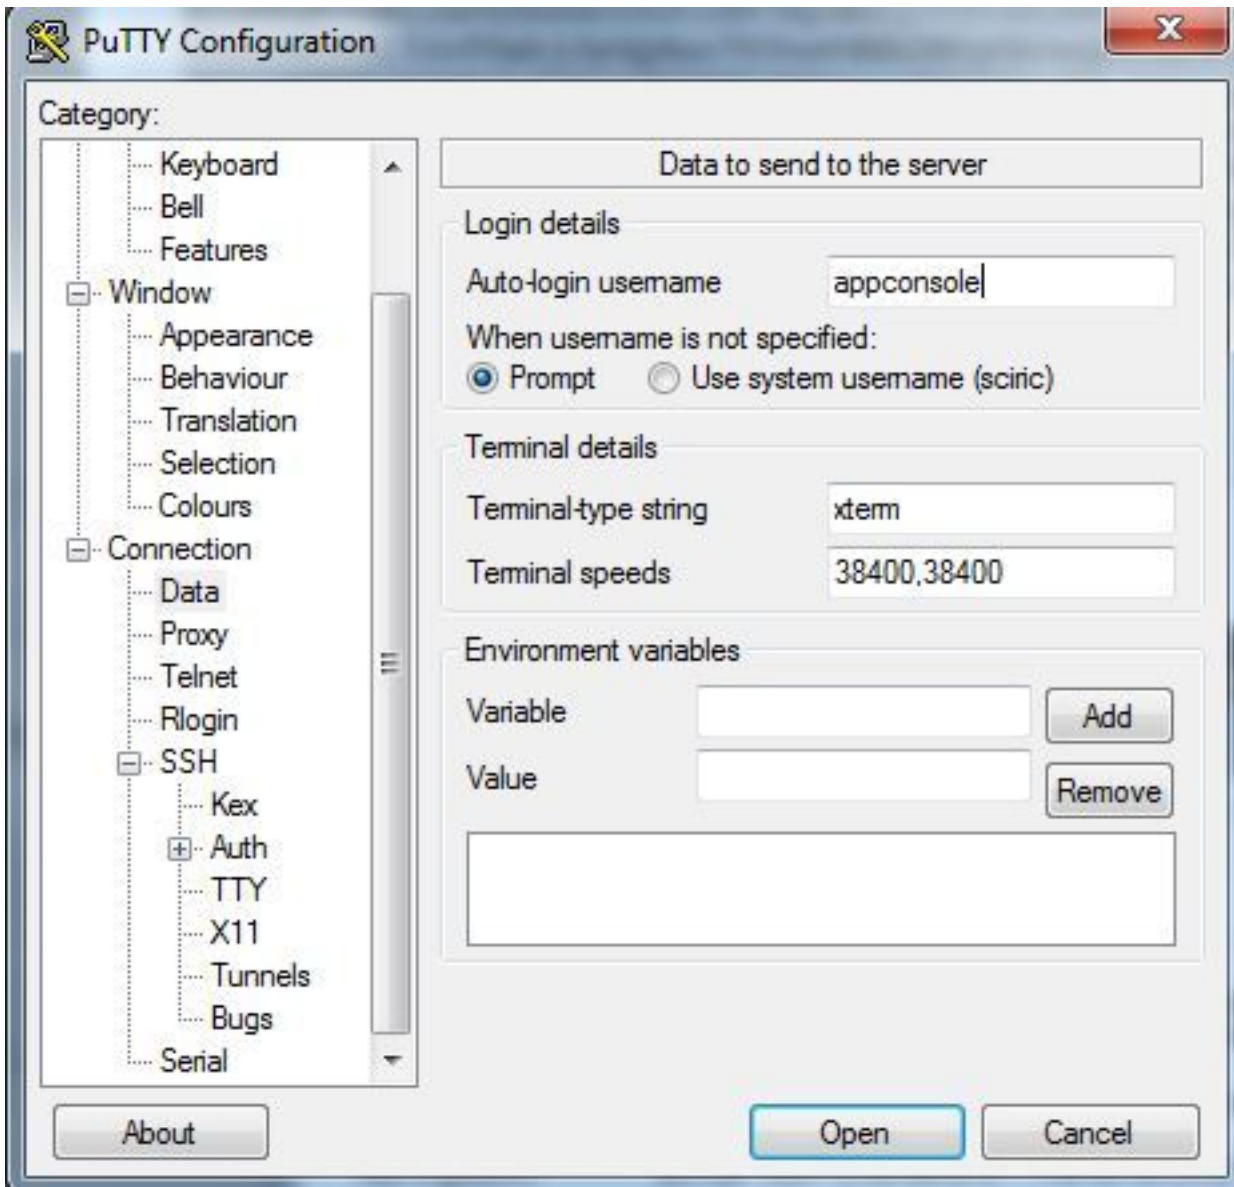 PuTTY Configuration
X
Category:
Keyboard
Bell
Features
Window
Appearance
Behaviour
Translation
Selection
Colours
Connection
Data
Proxy
Telnet
Rlogin
SSH
Kex
Auth
TTY
X11
Tunnels
Bugs
Serial
Data to send to the server
Login details
Auto-login username appconsole
When username is not specified:
Prompt Use system username (sciric)
Terminal details
Terminal-type string xterm
Terminal speeds 38400,38400
Environment variables
Variable Add
Value Remove
About Open Cancel